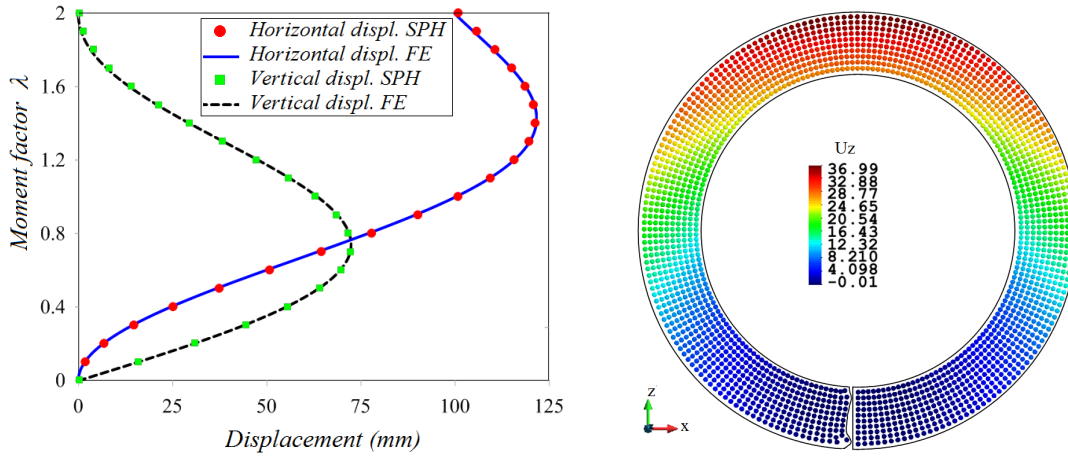 Horizontal displ. SPH
Horizontal displ. FE
Vertical displ. SPH
Vertical displ. FE
Moment factor λ
2
1.6
1.2
0.8
0.4
0
0 25 50 75 100 125
Displacement (mm)
Uz
36.99
32.88
28.77
24.65
20.54
16.43
12.32
8.210
4.098
-0.01
z
x